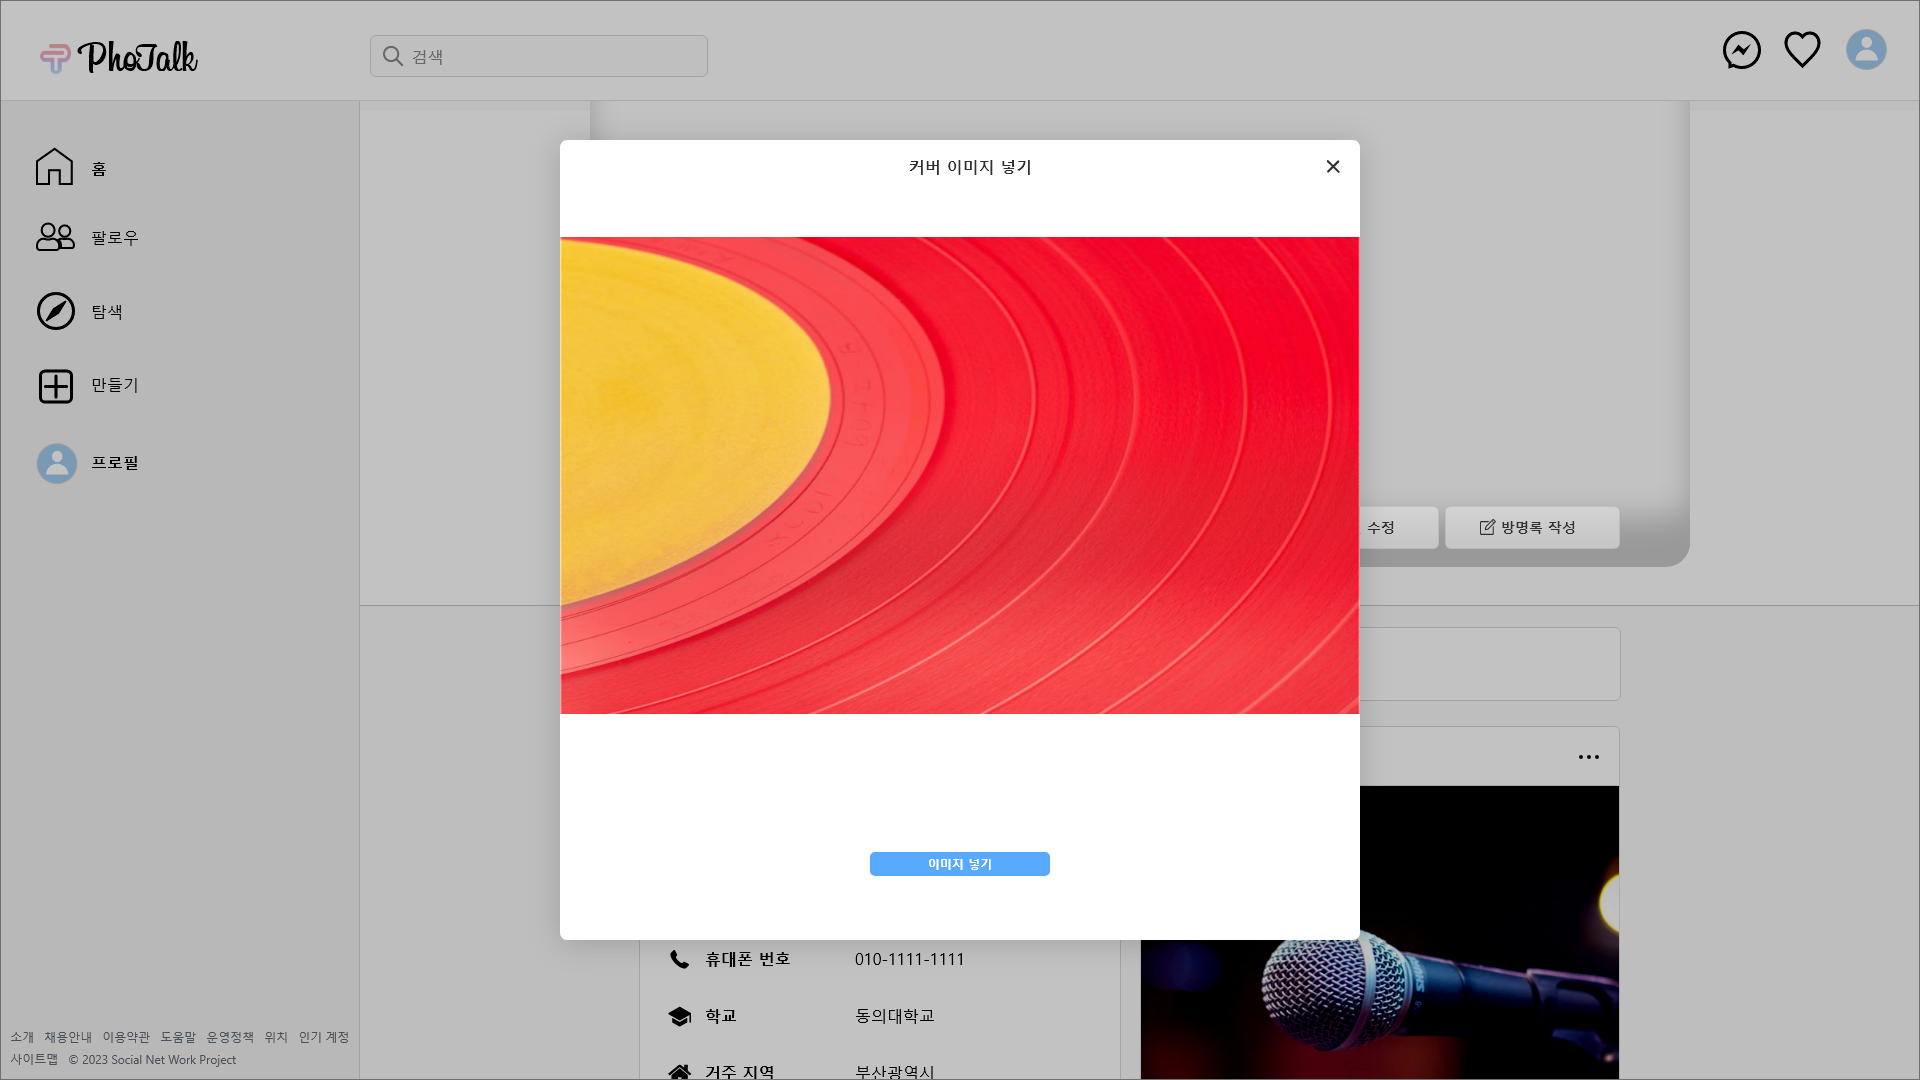 PhoTalk
검색
홈
팔로우
탐색
만들기
프로필
커버 이미지 넣기
수정
방명록 작성
이미지 넣기
휴대폰 번호 010-1111-1111
학교 동의대학교
거주 지역 부산광역시
소개 채용안내 이용약관 도움말 운영정책 위치 인기 계정
사이트맵 © 2023 Social Net Work Project